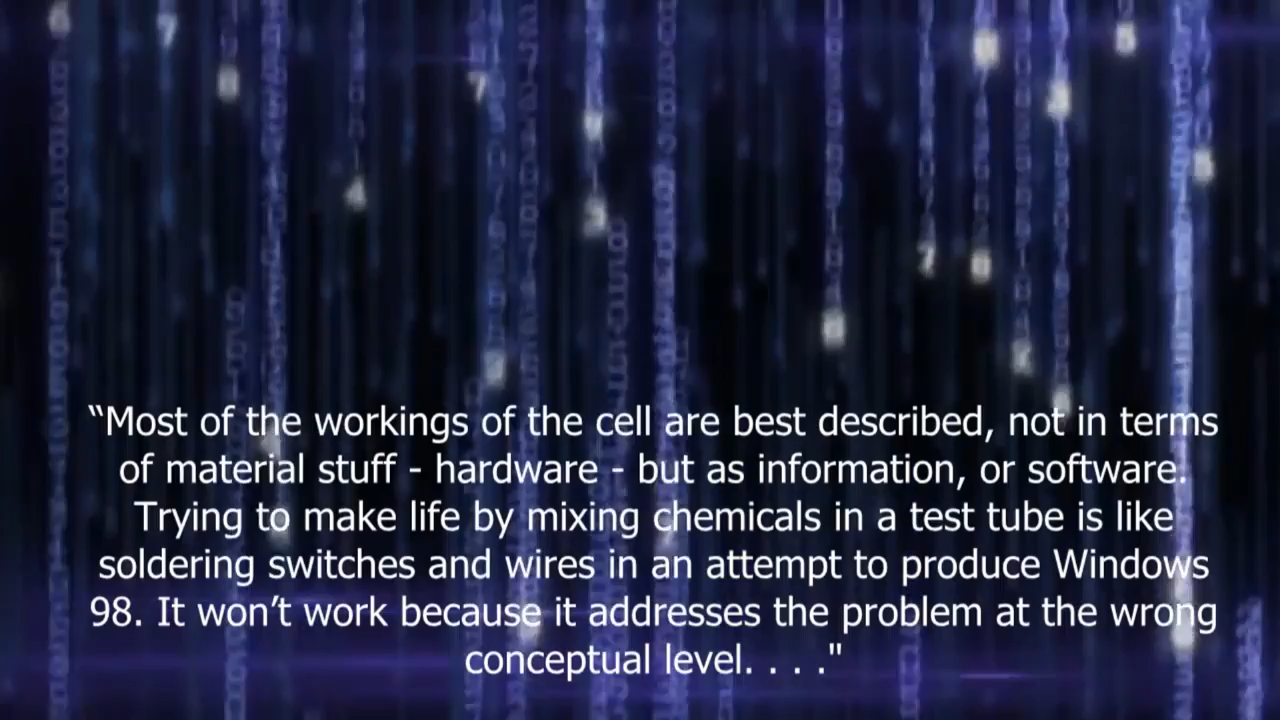 “Most of the workings of the cell are best described, not in terms
of material stuff - hardware - but as information, or software.
Trying to make life by mixing chemicals in a test tube is like
soldering switches and wires in an attempt to produce Windows
98. It won’t work because it addresses the problem at the wrong
conceptual level. . . ."